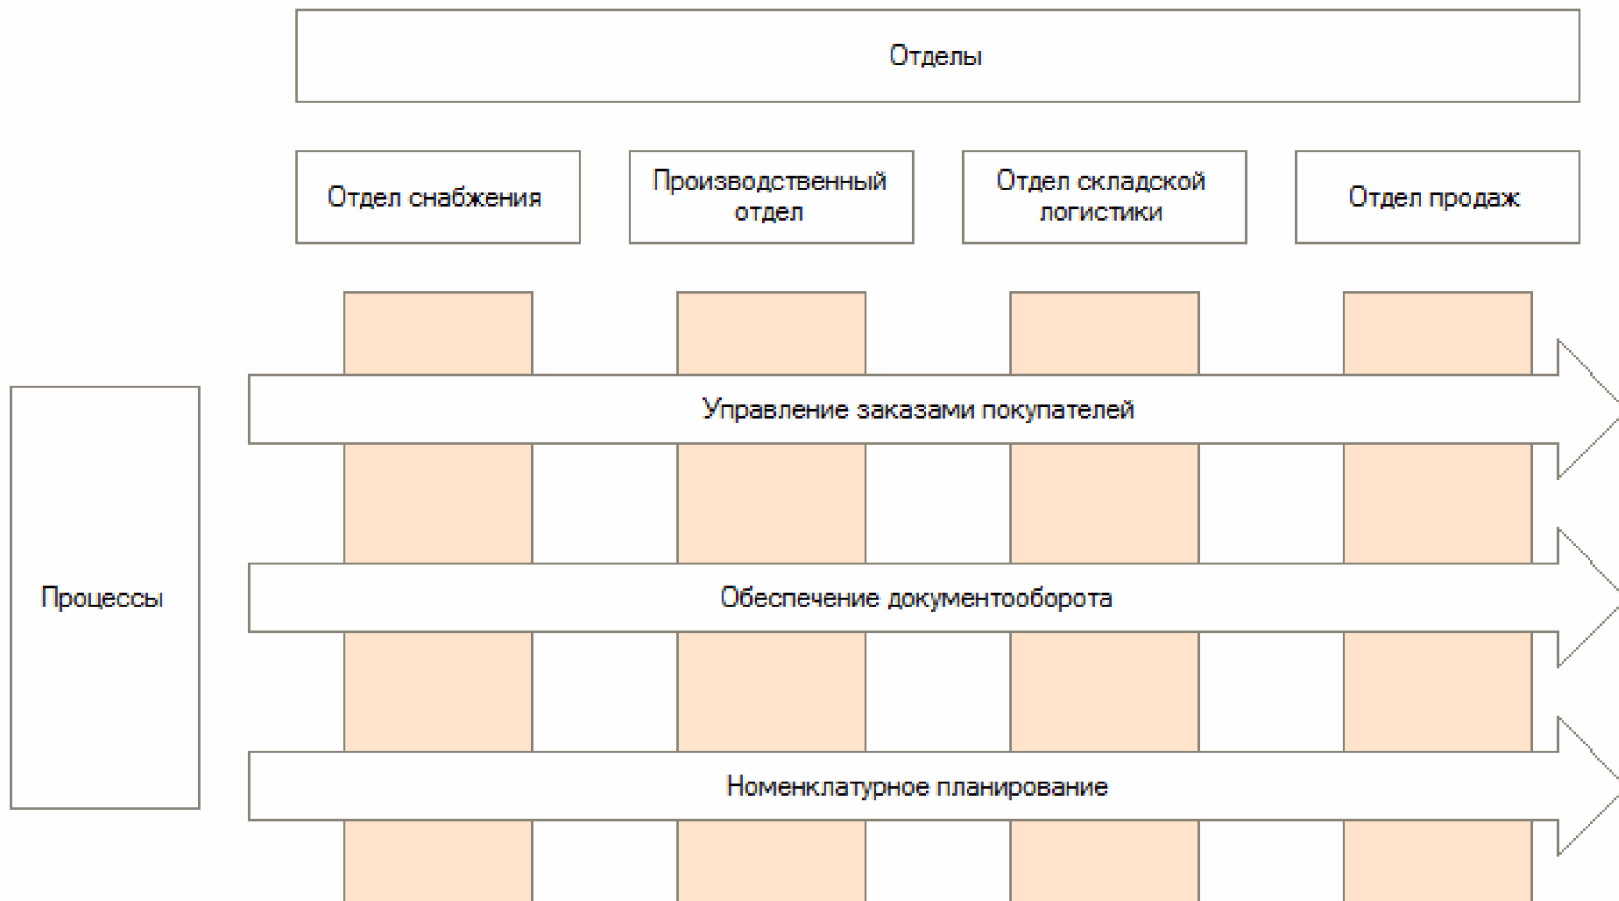 Отделы
Отдел снабжения
Производственный
отдел
Отдел складской
логистики
Отдел продаж
Управление заказами покупателей
Процессы
Обеспечение документооборота
Номенклатурное планирование